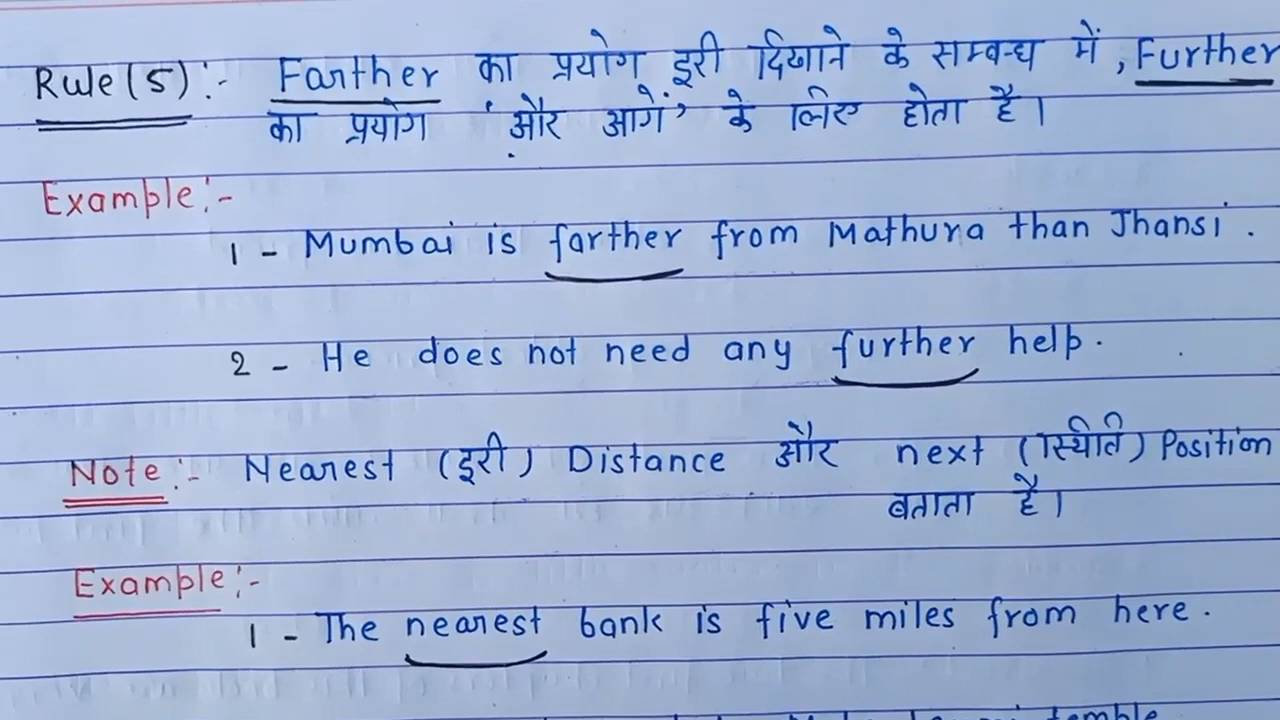 Rule(5):- Farther का प्रयोग दूरी दिखाने के सम्बन्ध में, Further
का प्रयोग 'और आगें' के लिए होता है।
Example:-
1 - Mumbai is farther from Mathura than Jhansi.
2 - He does not need any further help.
Note:- Nearest (दूरी) Distance और next (स्थिति) Position
बताता है।
Example:-
1 - The nearest bank is five miles from here.
temble